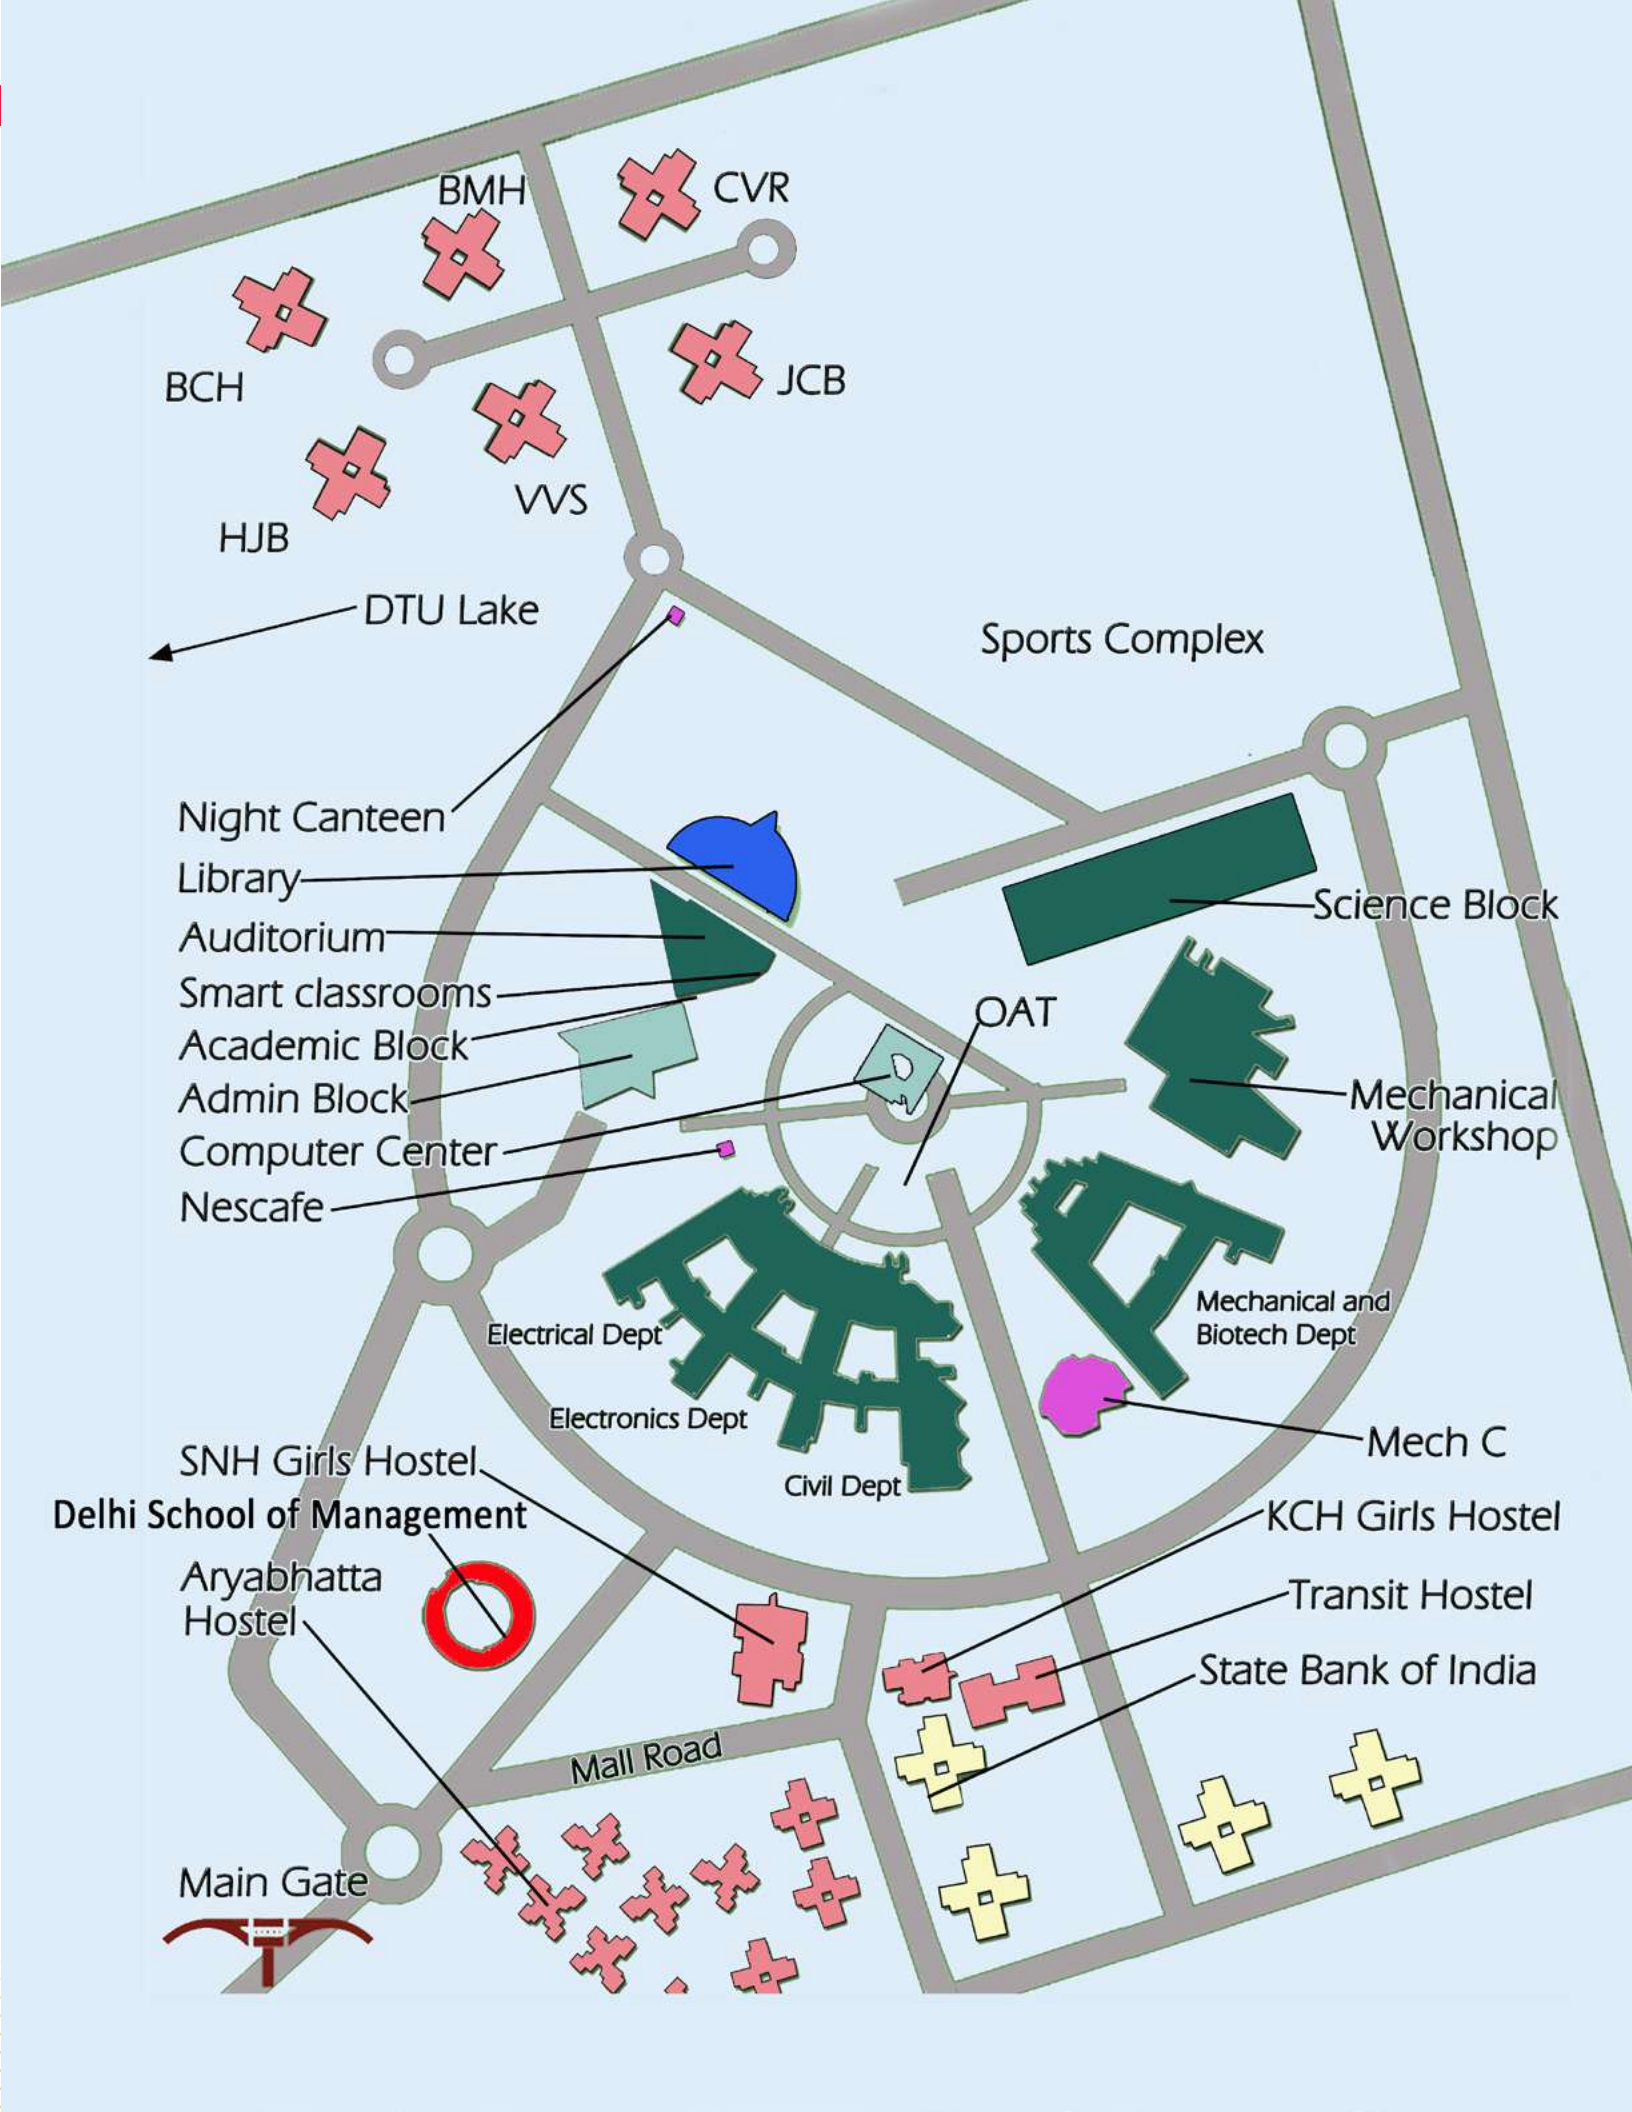 BMH
CVR
BCH
JCB
VVS
HJB
DTU Lake
Sports Complex
Night Canteen
Library
Science Block
Auditorium
Smart classrooms
OAT
Academic Block
Admin Block
Mechanical
Workshop
Computer Center
Nescafe
Mechanical and
Biotech Dept
Electrical Dept
Electronics Dept
Mech C
SNH Girls Hostel
Civil Dept
Delhi School of Management
KCH Girls Hostel
Aryabhatta
Hostel
Transit Hostel
State Bank of India
Mall Road
Main Gate